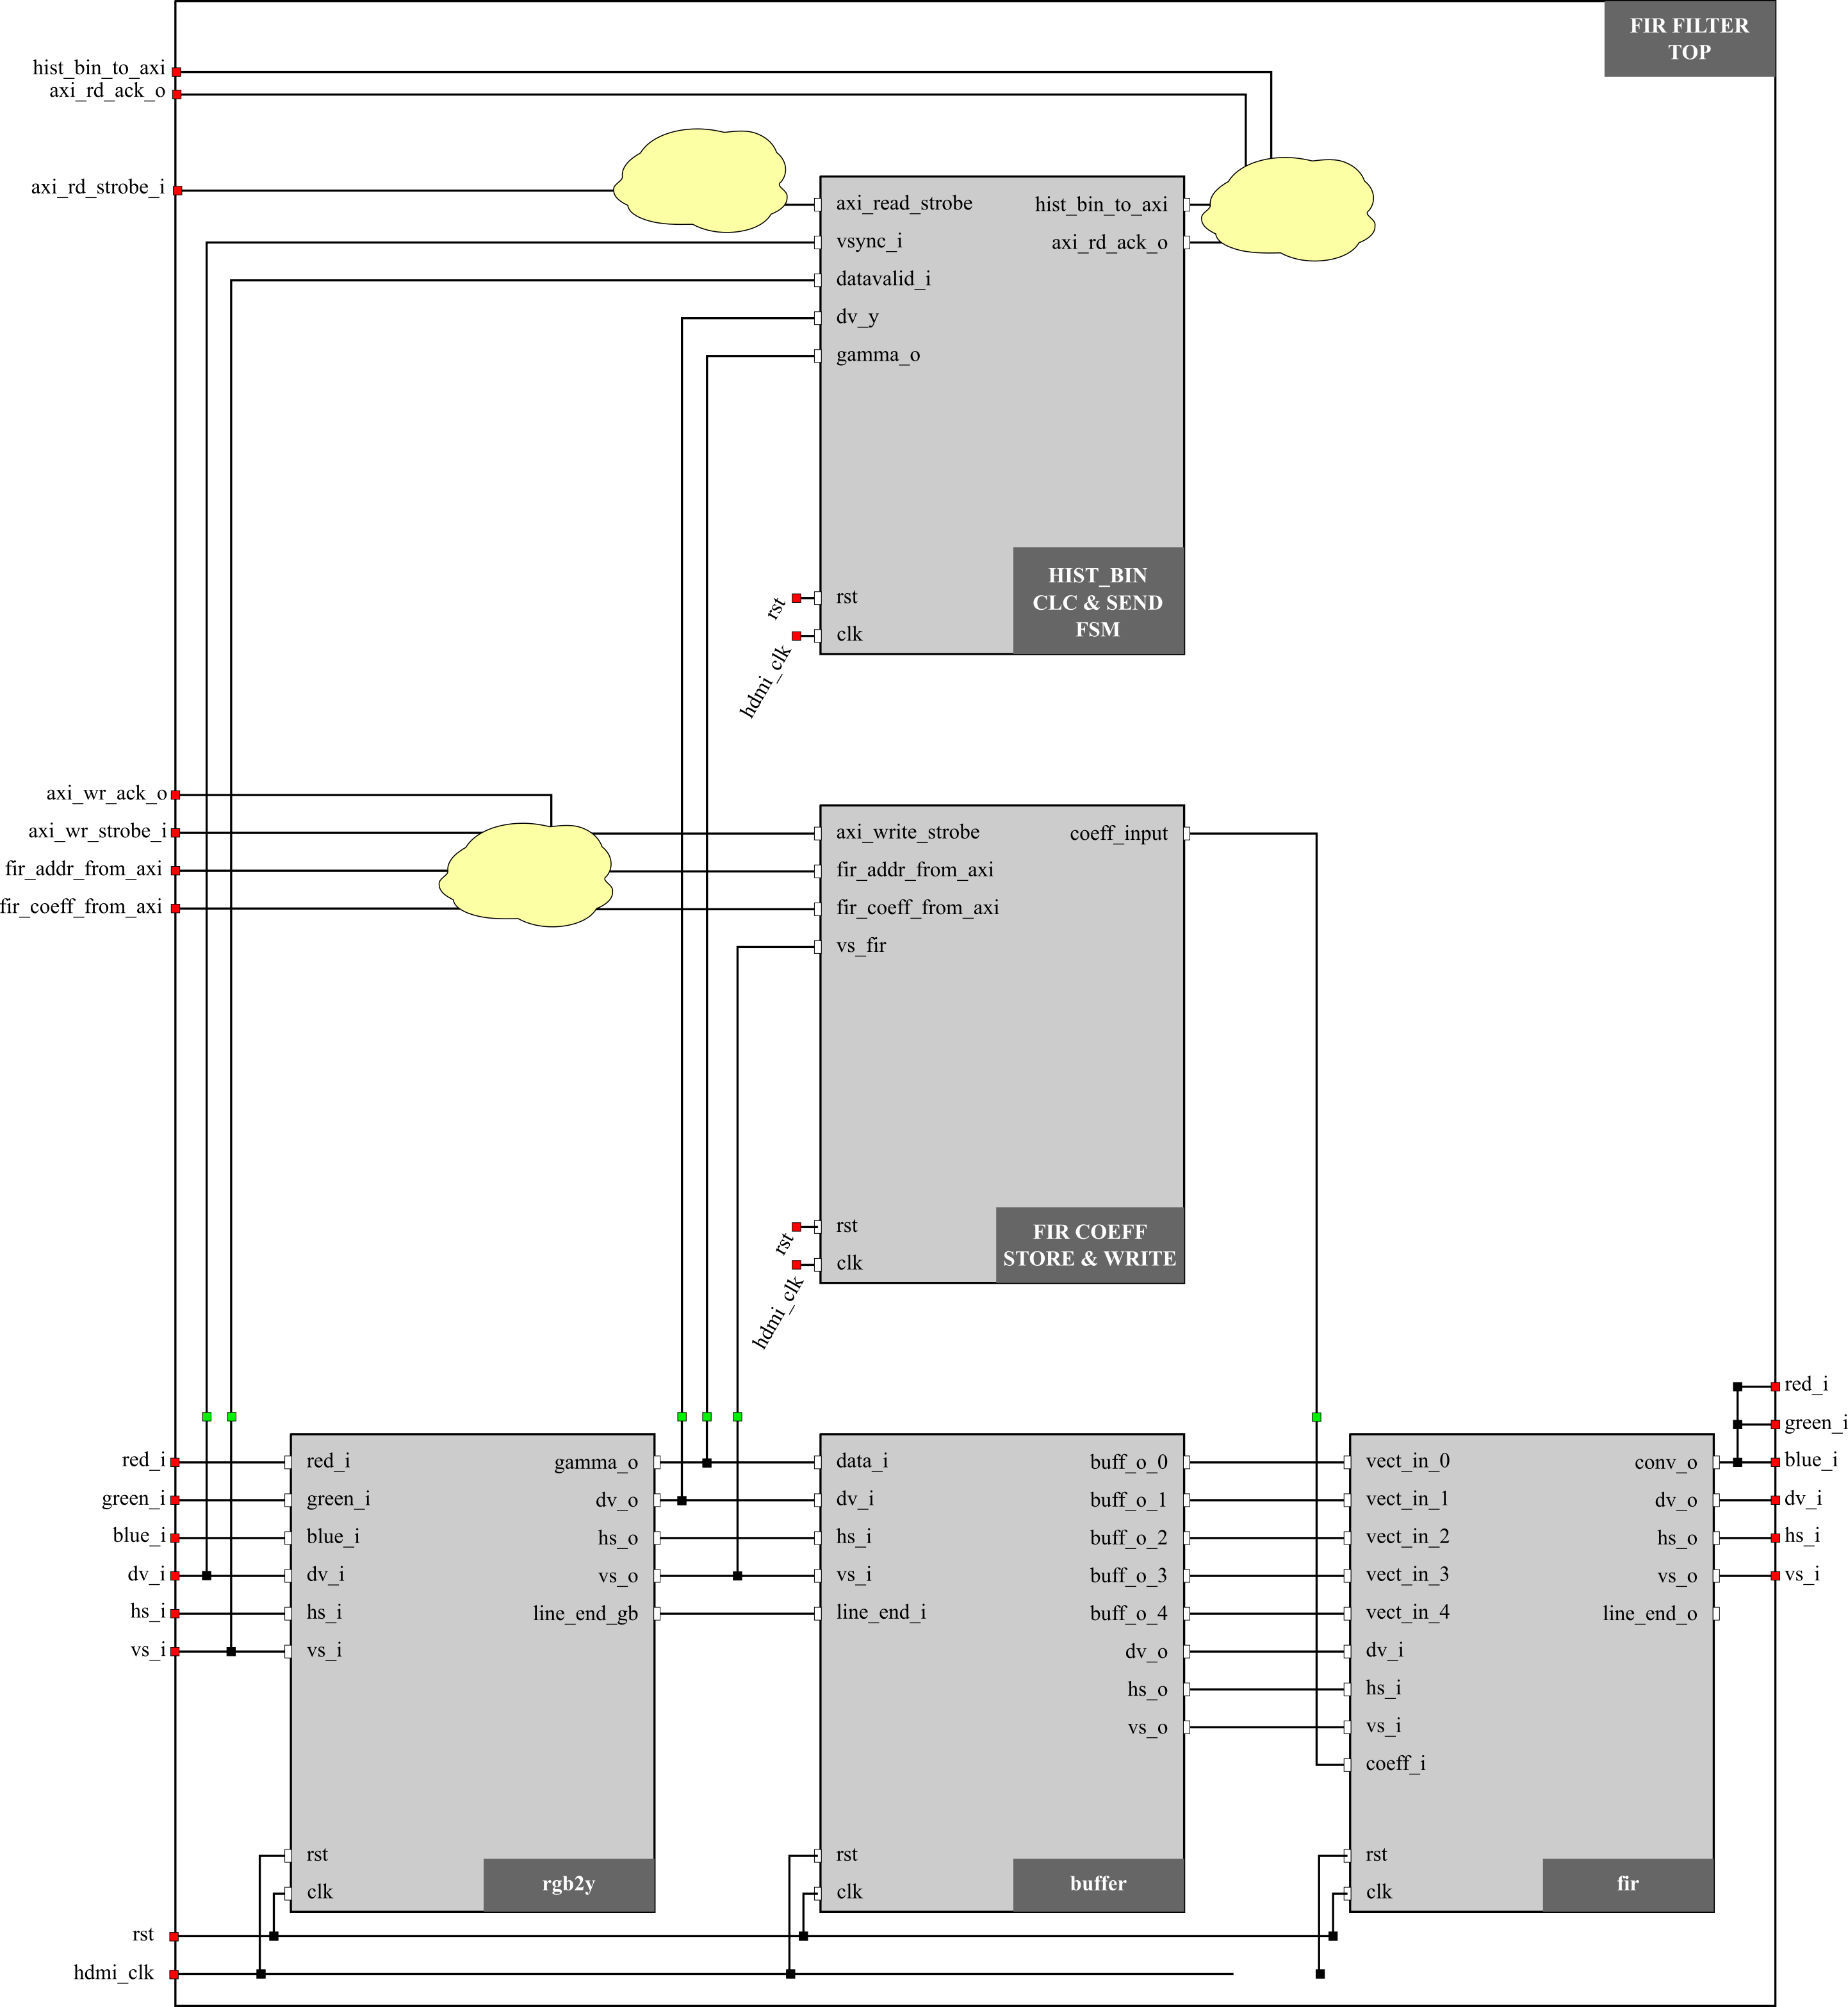 FIR FILTER
TOP
hist_bin_to_axi
axi_rd_ack_o
axi_rd_strobe_i
axi_read_strobe
vsync_i
datavalid_i
dv_y
gamma_o
hist_bin_to_axi
axi_rd_ack_o
rst
clk
rst
hdmi_clk
HIST_BIN
CLC & SEND
FSM
axi_wr_ack_o
axi_wr_strobe_i
fir_addr_from_axi
fir_coeff_from_axi
axi_write_strobe
fir_addr_from_axi
fir_coeff_from_axi
vs_fir
coeff_input
rst
clk
rst
hdmi_clk
FIR COEFF
STORE & WRITE
red_i
green_i
blue_i
dv_i
hs_i
vs_i
red_i
green_i
blue_i
dv_i
hs_i
vs_i
gamma_o
dv_o
hs_o
vs_o
line_end_gb
rst
clk
rgb2y
data_i
dv_i
hs_i
vs_i
line_end_i
buff_o_0
buff_o_1
buff_o_2
buff_o_3
buff_o_4
dv_o
hs_o
vs_o
rst
clk
buffer
vect_in_0
vect_in_1
vect_in_2
vect_in_3
vect_in_4
dv_i
hs_i
vs_i
coeff_i
conv_o
dv_o
hs_o
vs_o
line_end_o
rst
clk
fir
red_i
green_i
blue_i
dv_i
hs_i
vs_i
rst
hdmi_clk